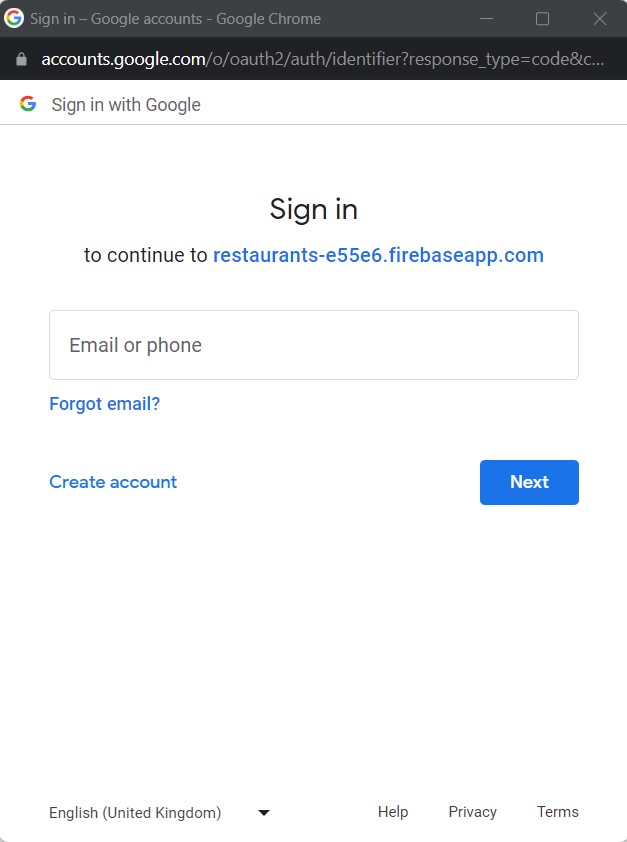 Sign in – Google accounts - Google Chrome
accounts.google.com/o/oauth2/auth/identifier?response_type=code&c...
Sign in with Google
Sign in
to continue to restaurants-e55e6.firebaseapp.com
Email or phone
Forgot email?
Create account
Next
English (United Kingdom)
Help
Privacy
Terms